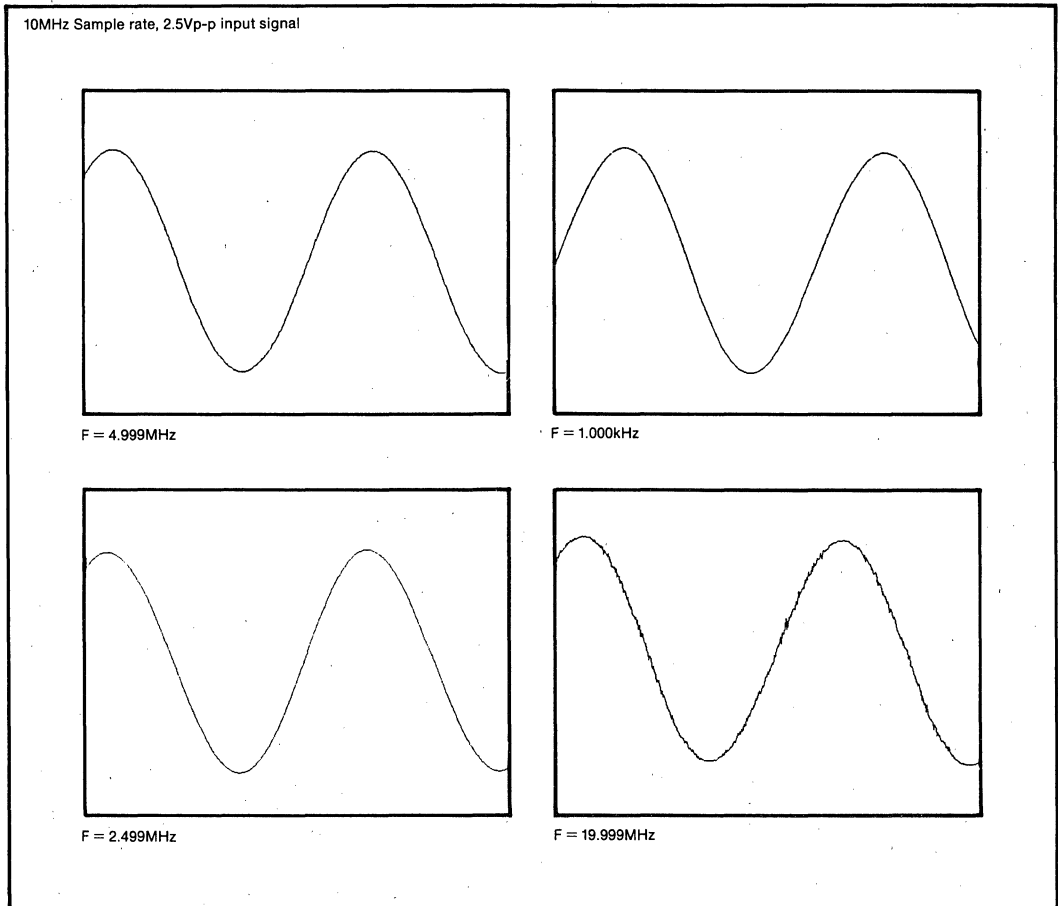 10MHz Sample rate, 2.5Vp-p input signal
F = 4.999MHz
F = 1.000kHz
F = 2.499MHz
F = 19.999MHz